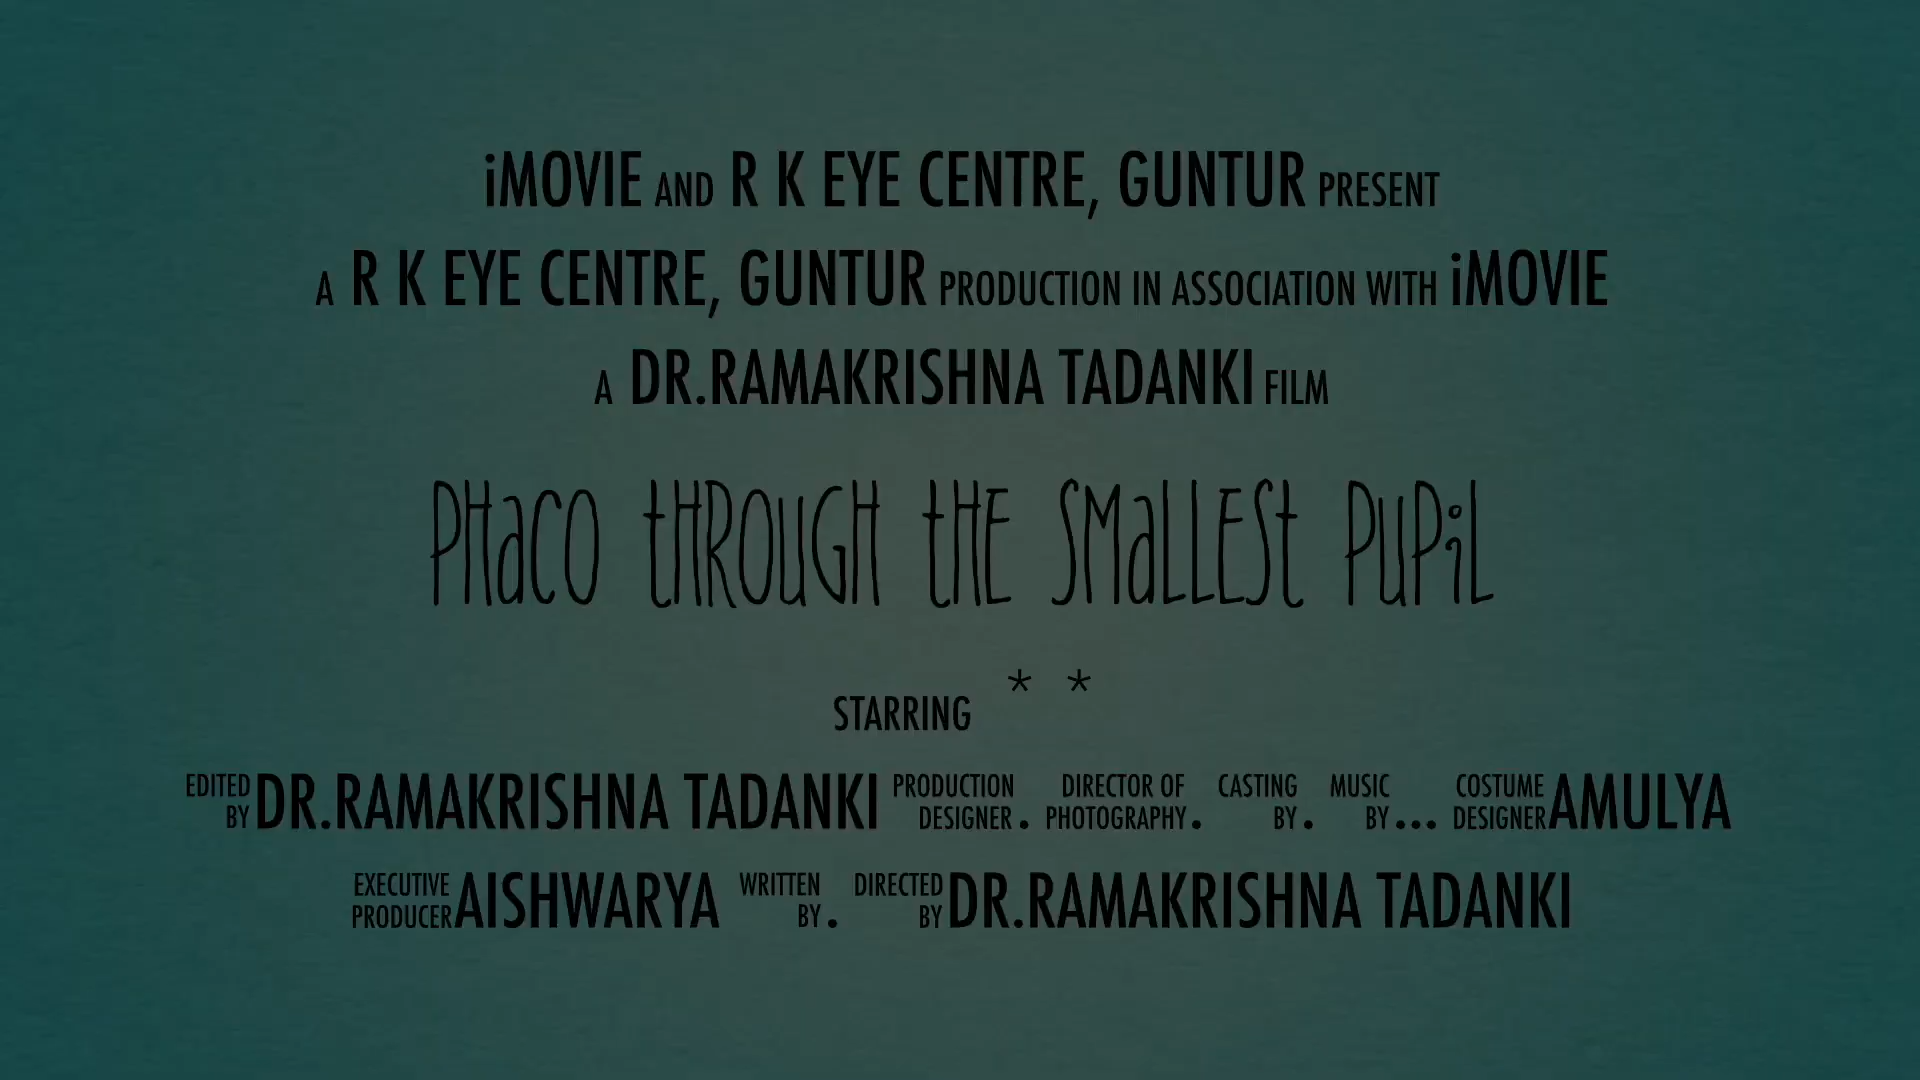 iMOVIE AND R K EYE CENTRE, GUNTUR PRESENT
A R K EYE CENTRE, GUNTUR PRODUCTION IN ASSOCIATION WITH iMOVIE
A DR.RAMAKRISHNA TADANKI FILM
PHaCO tHROUGH tHE SMaLLESt PuPiL
STARRING * *
EDITED BY DR.RAMAKRISHNA TADANKI PRODUCTION DESIGNER . DIRECTOR OF PHOTOGRAPHY . CASTING BY . MUSIC BY ... COSTUME DESIGNER AMULYA
EXECUTIVE PRODUCER AISHWARYA WRITTEN BY . DIRECTED BY DR.RAMAKRISHNA TADANKI